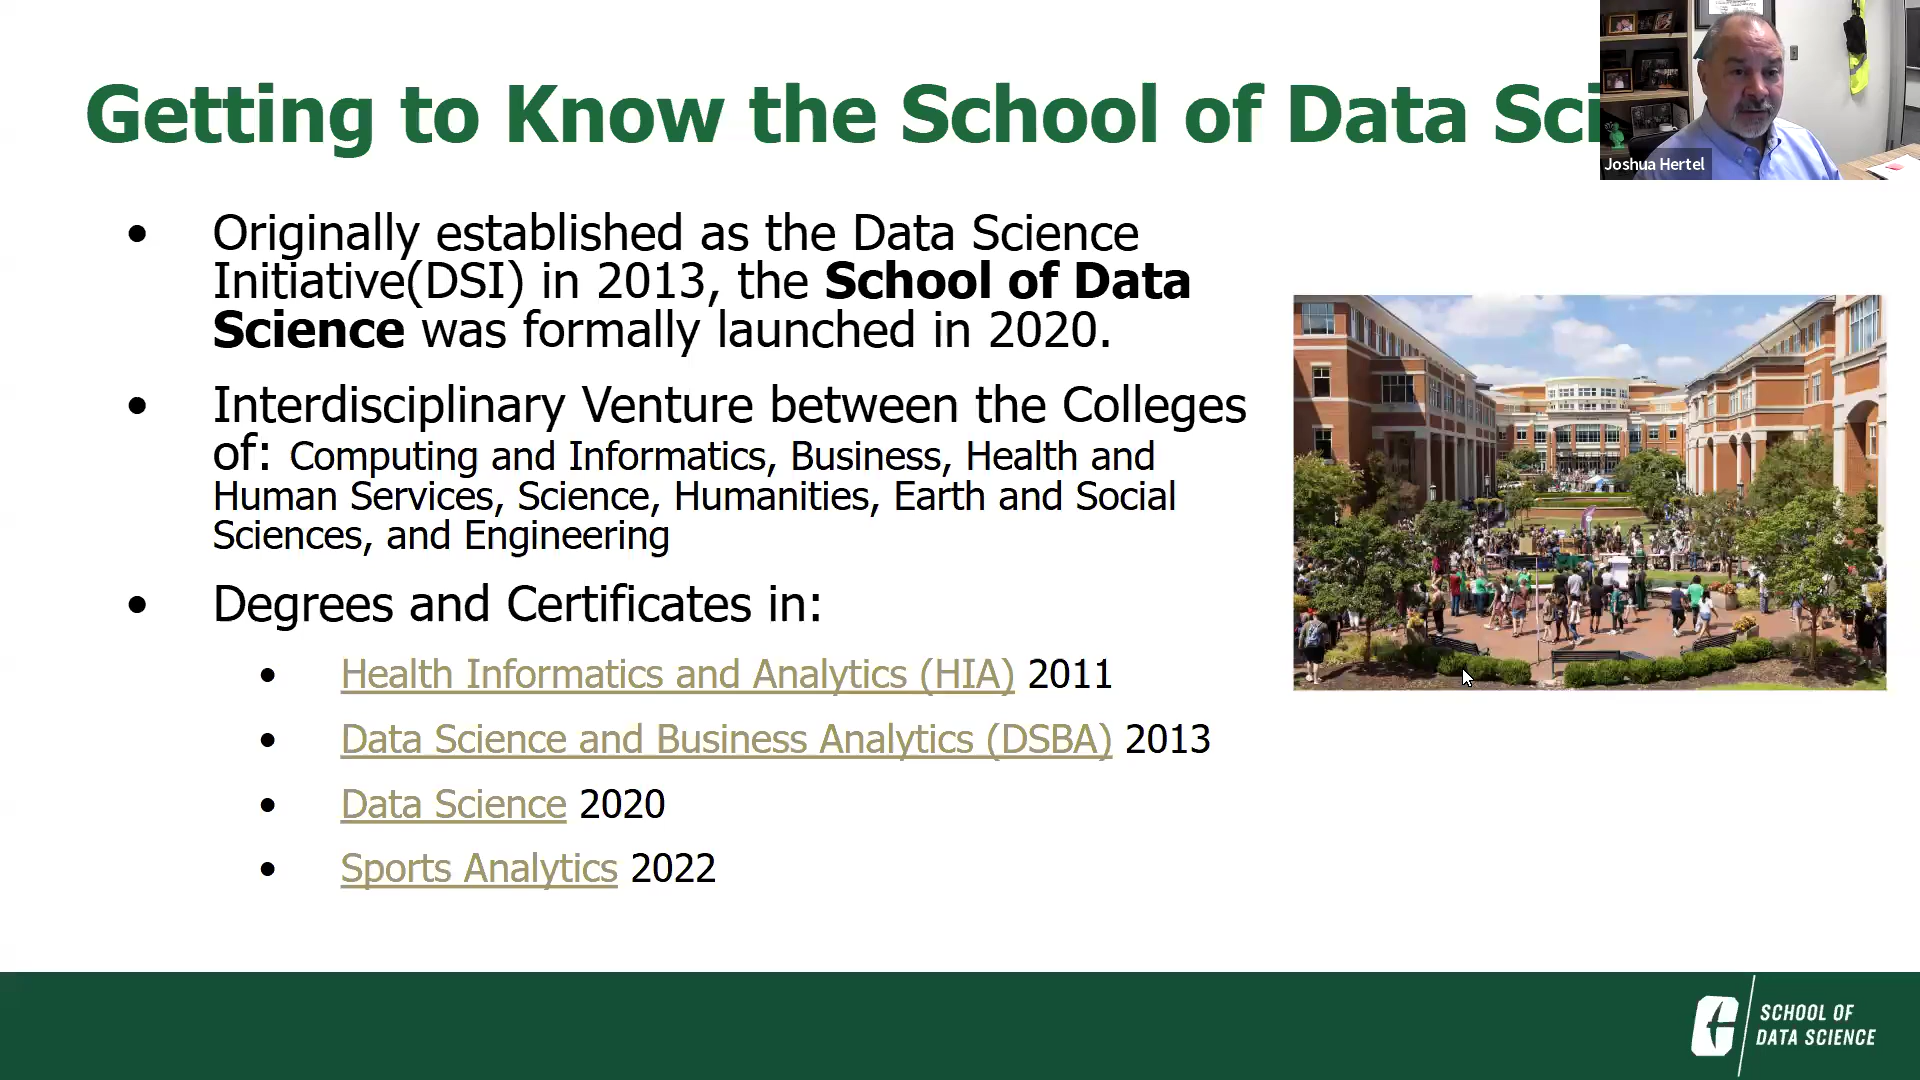 Getting to Know the School of Data Sci
Joshua Hertel
• Originally established as the Data Science
Initiative(DSI) in 2013, the School of Data
Science was formally launched in 2020.
• Interdisciplinary Venture between the Colleges
of: Computing and Informatics, Business, Health and
Human Services, Science, Humanities, Earth and Social
Sciences, and Engineering
• Degrees and Certificates in:
• Health Informatics and Analytics (HIA) 2011
• Data Science and Business Analytics (DSBA) 2013
• Data Science 2020
• Sports Analytics 2022
SCHOOL OF
DATA SCIENCE